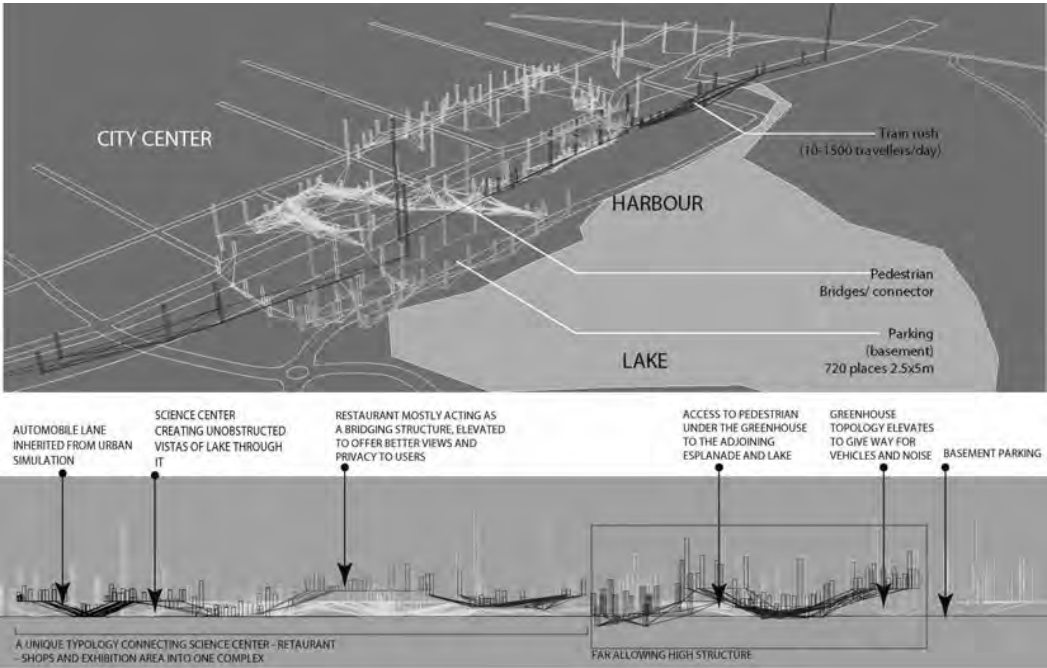 CITY CENTER
Train rush
(10-1500 travellers/day)
HARBOUR
Pedestrian
Bridges/ connector
Parking
(basement)
720 places 2.5x5m
LAKE
AUTOMOBILE LANE
INHERITED FROM URBAN
SIMULATION
SCIENCE CENTER
CREATING UNOBSTRUCTED
VISTAS OF LAKE THROUGH
IT
RESTAURANT MOSTLY ACTING AS
A BRIDGING STRUCTURE, ELEVATED
TO OFFER BETTER VIEWS AND
PRIVACY TO USERS
ACCESS TO PEDESTRIAN
UNDER THE GREENHOUSE
TO THE ADJOINING
ESPLANADE AND LAKE
GREENHOUSE
TOPOLOGY ELEVATES
TO GIVE WAY FOR
VEHICLES AND NOISE
BASEMENT PARKING
A UNIQUE TYPOLOGY CONNECTING SCIENCE CENTER - RETAURANT
- SHOPS AND EXHIBITION AREA INTO ONE COMPLEX
FAR ALLOWING HIGH STRUCTURE